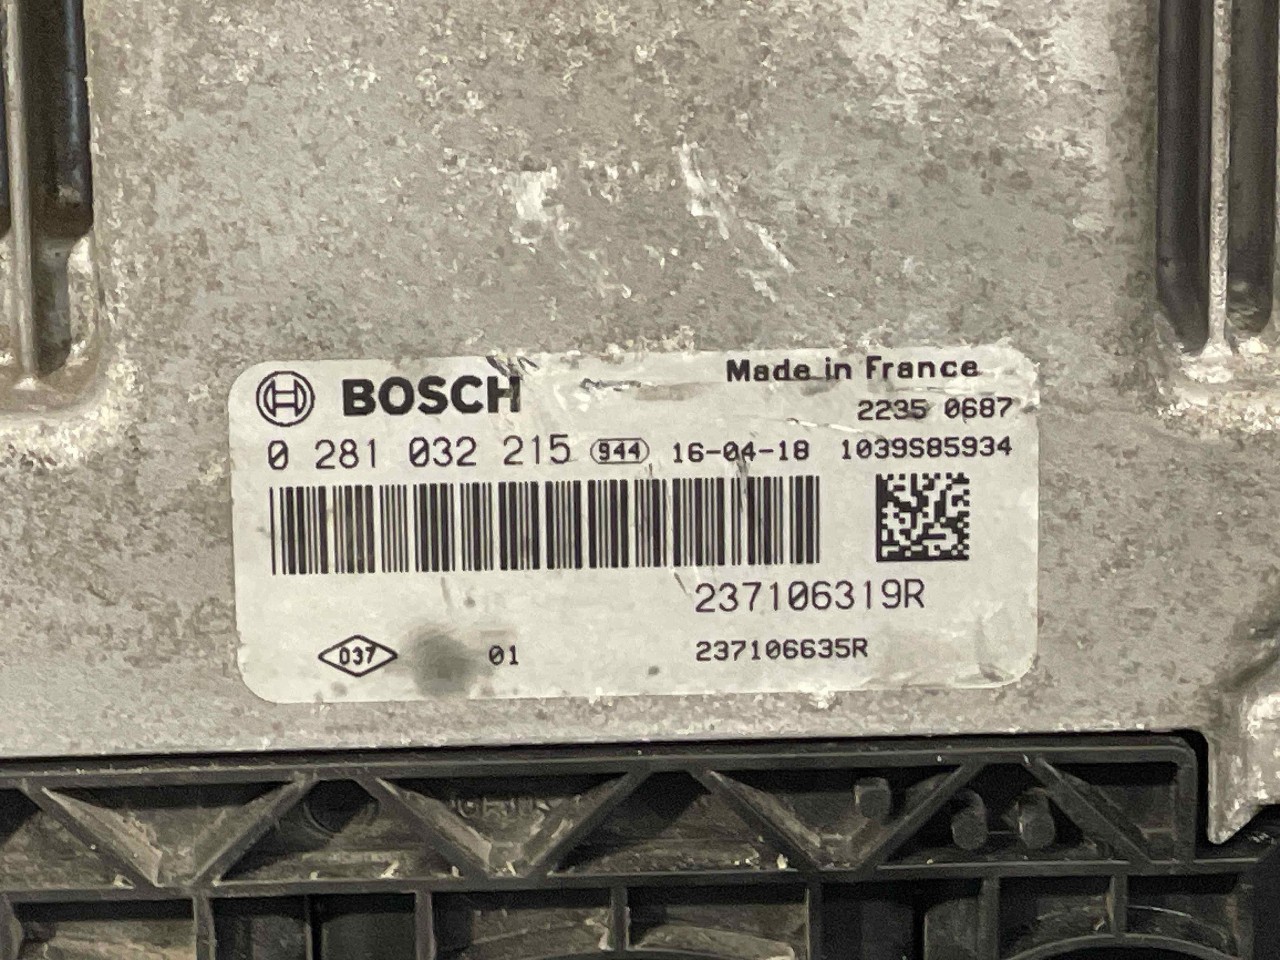 BOSCH
Made in France
2235 0687
0 281 032 215 944 16-04-18 1039S85934
237106319R
037 01 237106635R